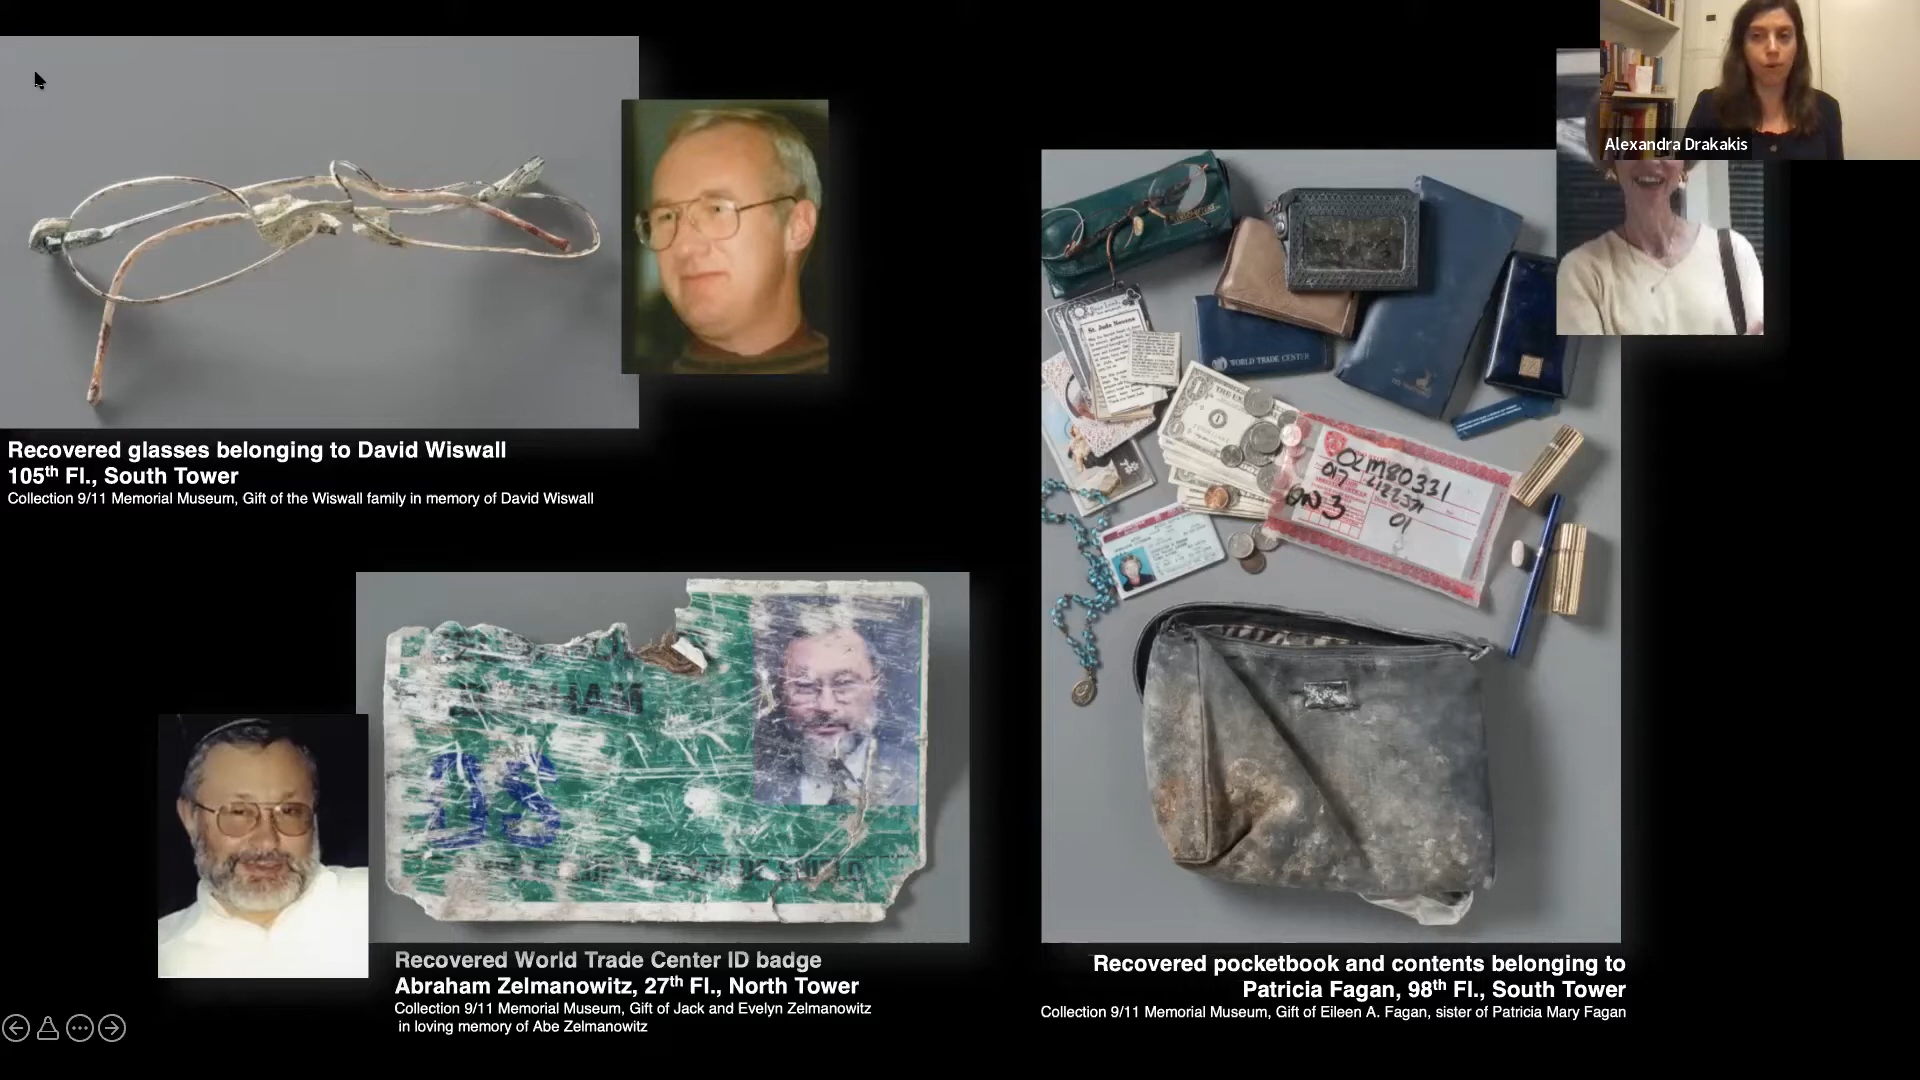 Alexandra Drakakis
St. Jude Novena
WORLD TRADE CENTER
02M80331
017
L122371
01
Recovered glasses belonging to David Wiswall
105th Fl., South Tower
Collection 9/11 Memorial Museum, Gift of the Wiswall family in memory of David Wiswall
Recovered World Trade Center ID badge
Abraham Zelmanowitz, 27th Fl., North Tower
Collection 9/11 Memorial Museum, Gift of Jack and Evelyn Zelmanowitz
in loving memory of Abe Zelmanowitz
Recovered pocketbook and contents belonging to
Patricia Fagan, 98th Fl., South Tower
Collection 9/11 Memorial Museum, Gift of Eileen A. Fagan, sister of Patricia Mary Fagan